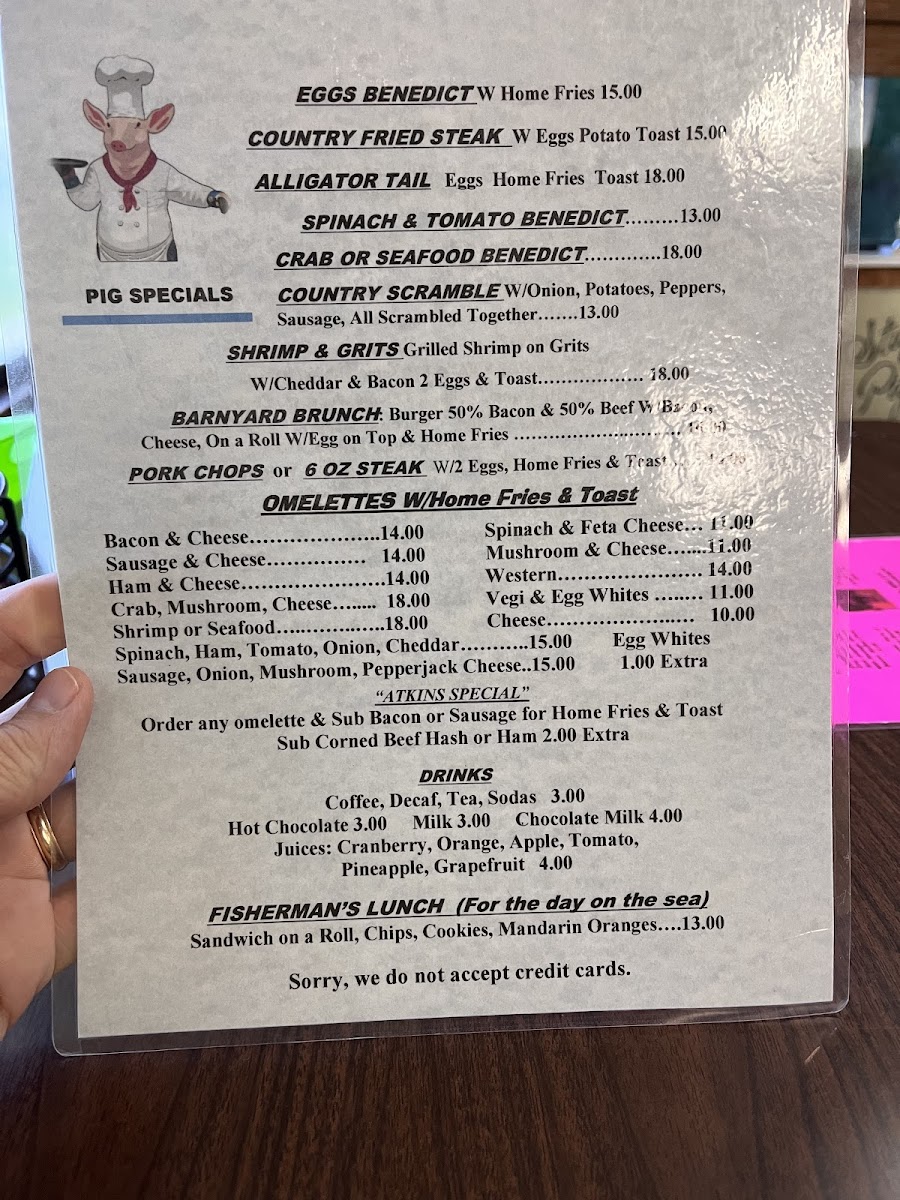 EGGS BENEDICT W Home Fries 15.00
COUNTRY FRIED STEAK W Eggs Potato Toast 15.00
ALLIGATOR TAIL Eggs Home Fries Toast 18.00
SPINACH & TOMATO BENEDICT.........13.00
CRAB OR SEAFOOD BENEDICT.............18.00
PIG SPECIALS
COUNTRY SCRAMBLE W/Onion, Potatoes, Peppers,
Sausage, All Scrambled Together.......13.00
SHRIMP & GRITS Grilled Shrimp on Grits
W/Cheddar & Bacon 2 Eggs & Toast.................. 18.00
BARNYARD BRUNCH: Burger 50% Bacon & 50% Beef W/Bacon,
Cheese, On a Roll W/Egg on Top & Home Fries ..............................
PORK CHOPS or 6 OZ STEAK W/2 Eggs, Home Fries & Toast
OMELETTES W/Home Fries & Toast
Bacon & Cheese.....................14.00
Sausage & Cheese................ 14.00
Ham & Cheese.......................14.00
Crab, Mushroom, Cheese........ 18.00
Shrimp or Seafood..................18.00
Spinach & Feta Cheese... 11.00
Mushroom & Cheese.......11.00
Western....................... 14.00
Vegi & Egg Whites ........ 11.00
Cheese........................ 10.00
Spinach, Ham, Tomato, Onion, Cheddar...........15.00
Sausage, Onion, Mushroom, Pepperjack Cheese..15.00
Egg Whites
1.00 Extra
"ATKINS SPECIAL"
Order any omelette & Sub Bacon or Sausage for Home Fries & Toast
Sub Corned Beef Hash or Ham 2.00 Extra
DRINKS
Coffee, Decaf, Tea, Sodas 3.00
Hot Chocolate 3.00 Milk 3.00 Chocolate Milk 4.00
Juices: Cranberry, Orange, Apple, Tomato,
Pineapple, Grapefruit 4.00
FISHERMAN'S LUNCH (For the day on the sea)
Sandwich on a Roll, Chips, Cookies, Mandarin Oranges....13.00
Sorry, we do not accept credit cards.